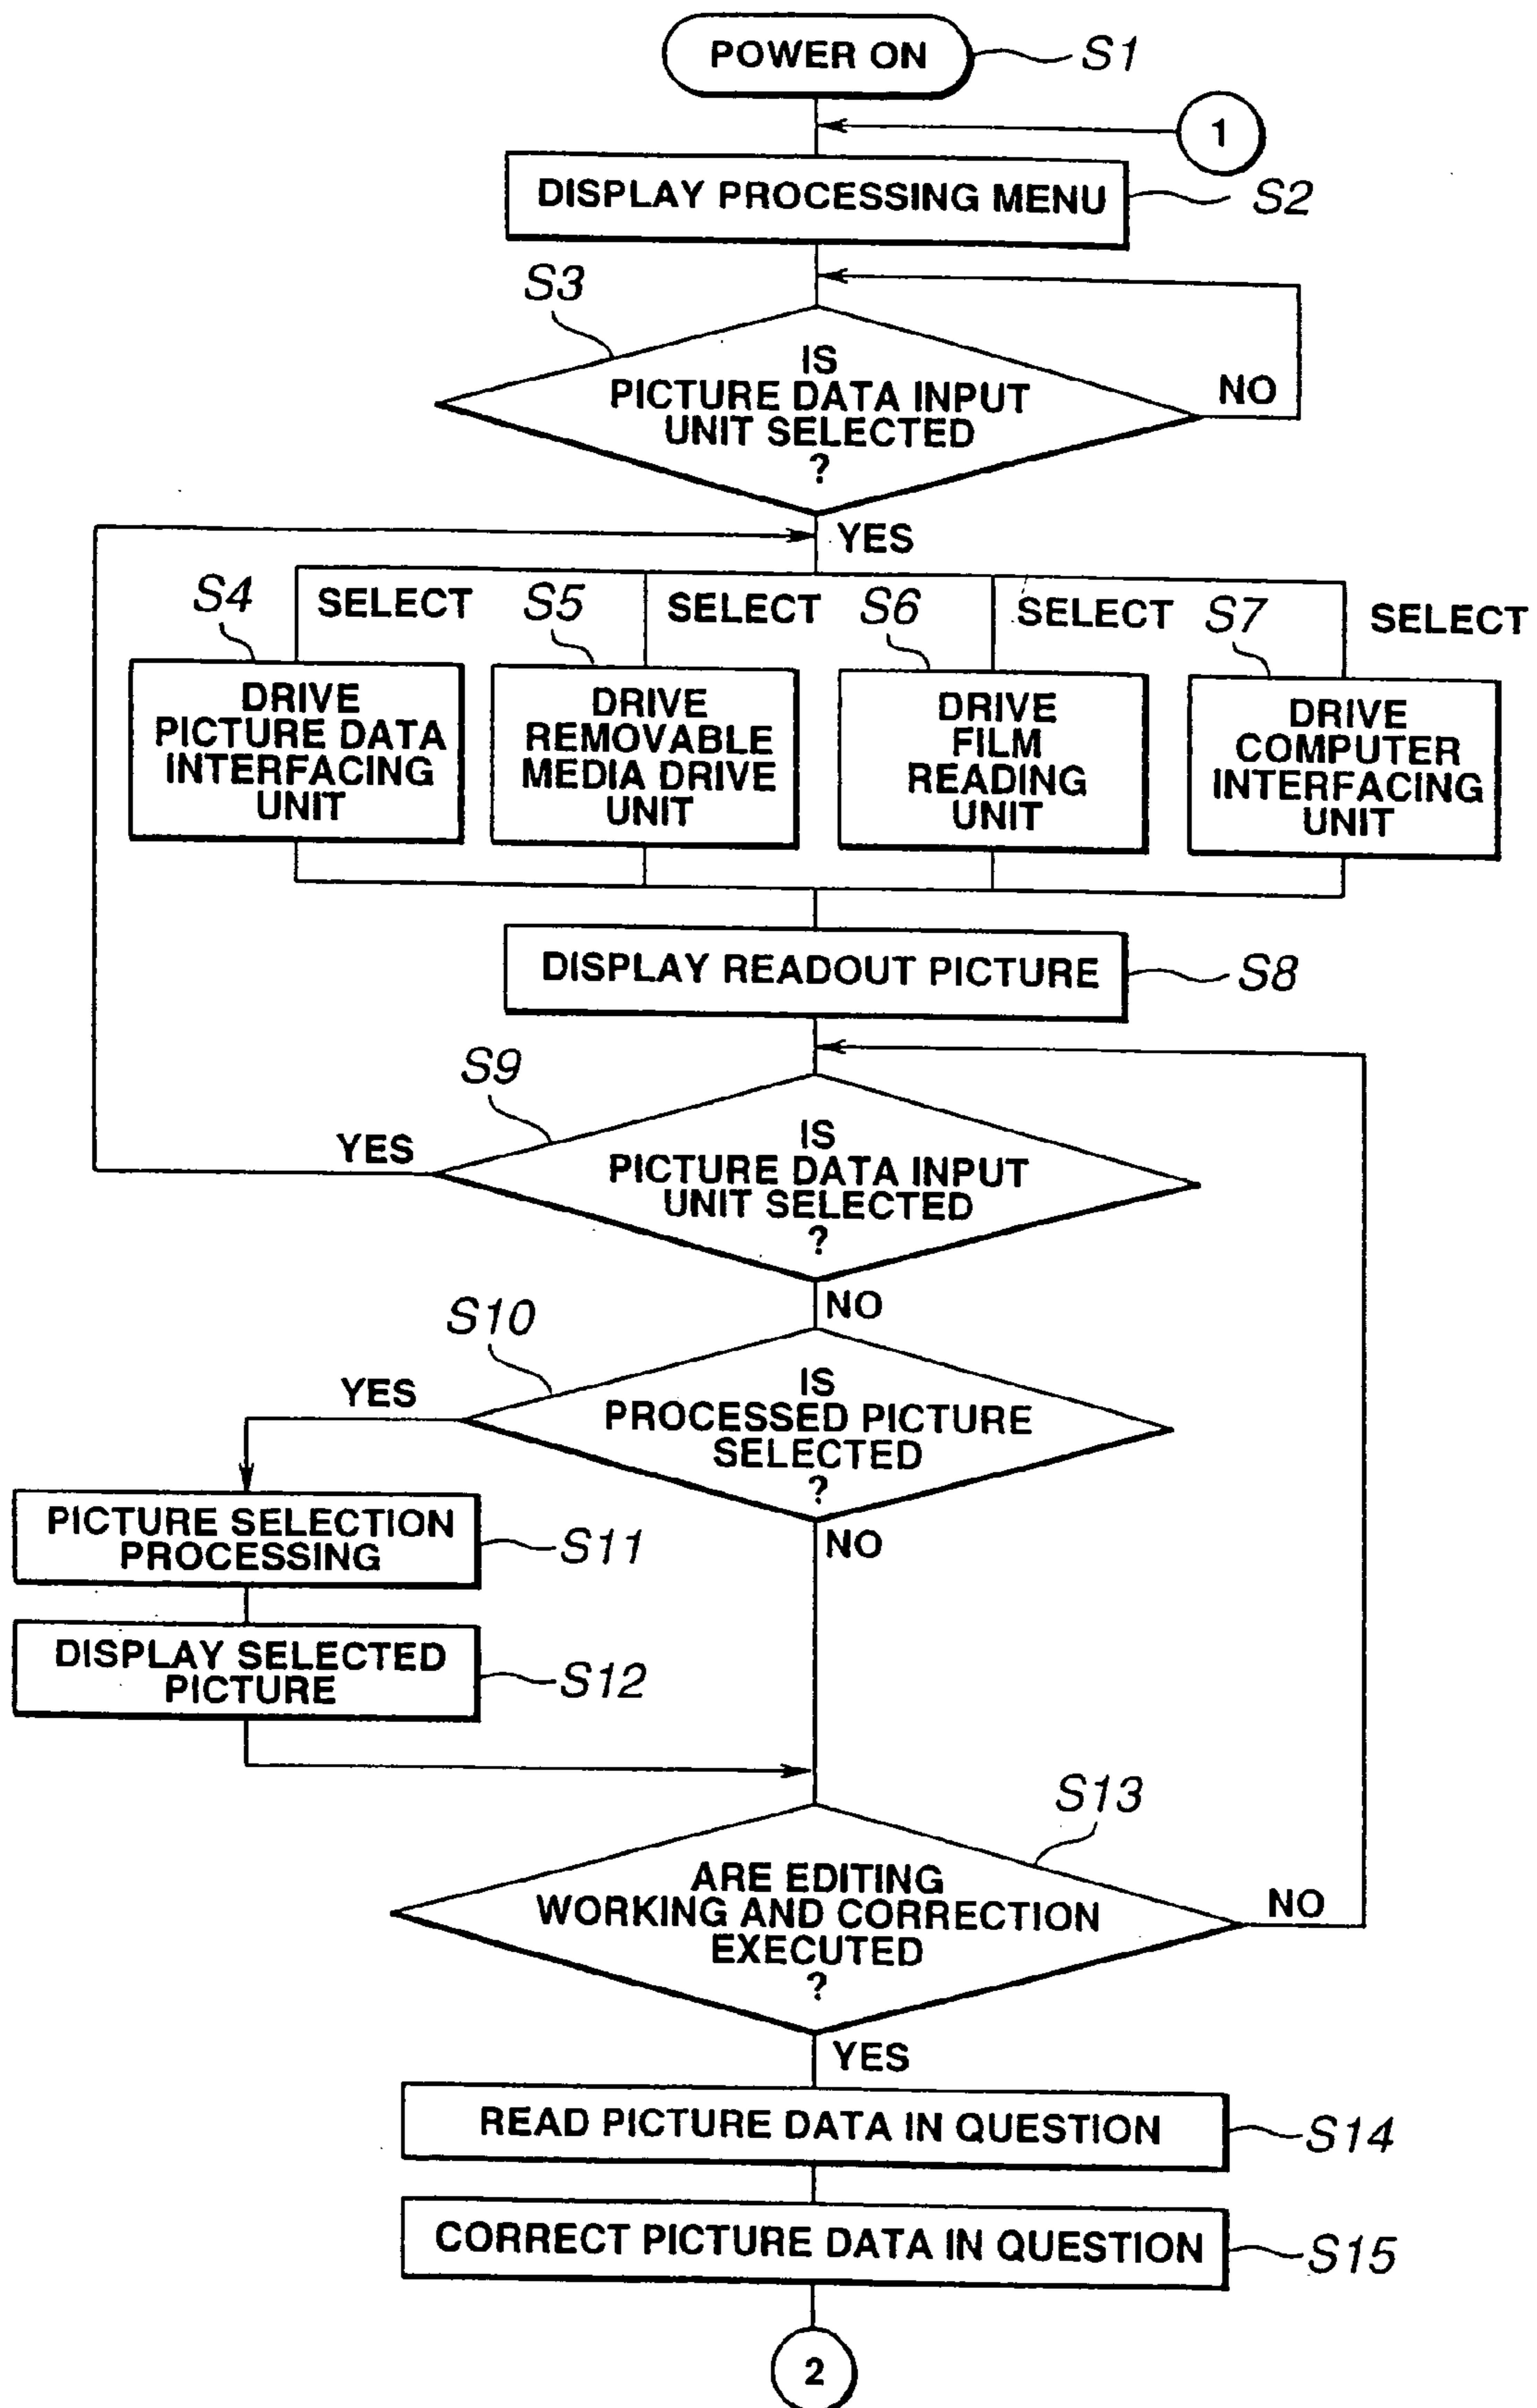 POWER ON
S1
1
DISPLAY PROCESSING MENU
S2
S3
IS
PICTURE DATA INPUT
UNIT SELECTED
?
NO
YES
S4
SELECT
S5
SELECT
S6
SELECT
S7
SELECT
DRIVE
PICTURE DATA
INTERFACING
UNIT
DRIVE
REMOVABLE
MEDIA DRIVE
UNIT
DRIVE
FILM
READING
UNIT
DRIVE
COMPUTER
INTERFACING
UNIT
DISPLAY READOUT PICTURE
S8
S9
YES
IS
PICTURE DATA INPUT
UNIT SELECTED
?
NO
S10
YES
IS
PROCESSED PICTURE
SELECTED
?
NO
PICTURE SELECTION
PROCESSING
S11
DISPLAY SELECTED
PICTURE
S12
S13
ARE EDITING
WORKING AND CORRECTION
EXECUTED
?
NO
YES
READ PICTURE DATA IN QUESTION
S14
CORRECT PICTURE DATA IN QUESTION
S15
2